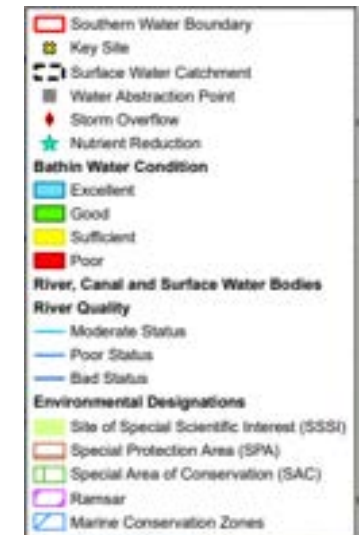 Southern Water Boundary
Key Site
Surface Water Catchment
Water Abstraction Point
Storm Overflow
Nutrient Reduction
Bathin Water Condition
Excellent
Good
Sufficient
Poor
River, Canal and Surface Water Bodies
River Quality
Moderate Status
Poor Status
Bad Status
Environmental Designations
Site of Special Scientific Interest (SSSI)
Special Protection Area (SPA)
Special Area of Conservation (SAC)
Ramsar
Marine Conservation Zones